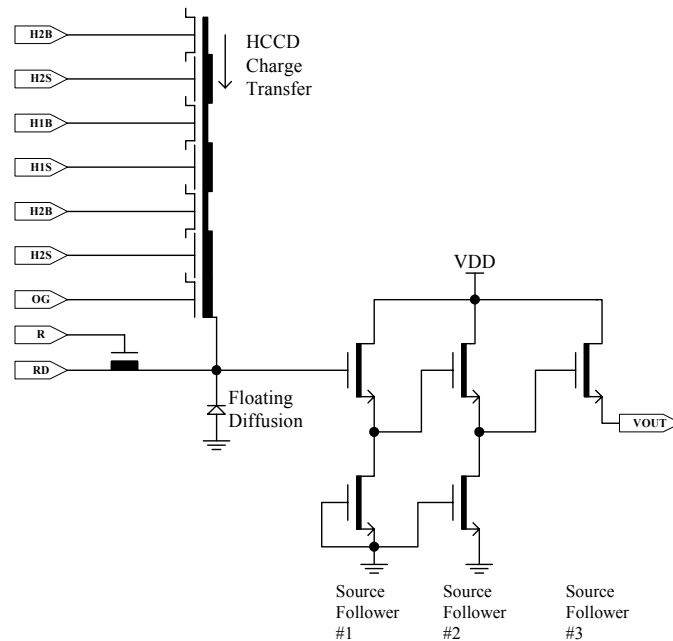 H2B
HCCD
Charge
Transfer
H2S
H1B
H1S
H2B
H2S
OG
R
RD
VDD
Floating
Diffusion
VOUT
Source
Follower
#1
Source
Follower
#2
Source
Follower
#3